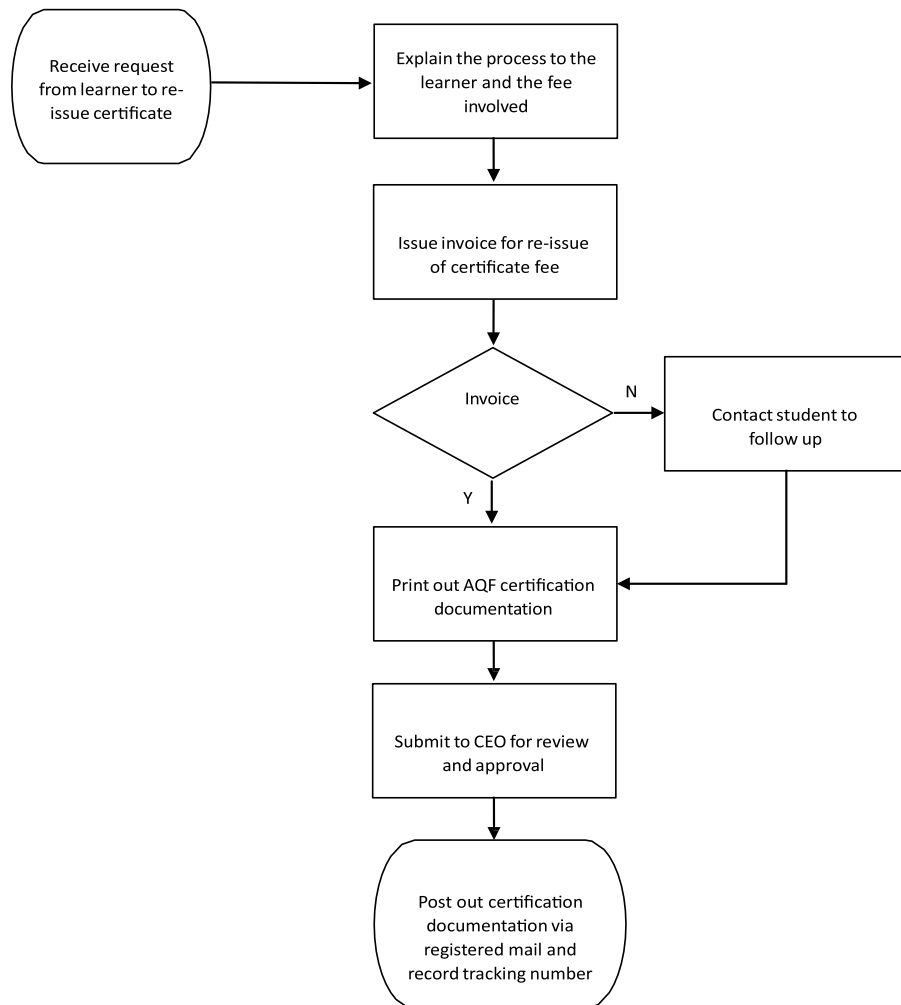 Receive request
from learner to re-
issue certificate
Explain the process to the
learner and the fee
involved
Issue invoice for re-issue
of certificate fee
Invoice
N
Contact student to
follow up
Y
Print out AQF certification
documentation
Submit to CEO for review
and approval
Post out certification
documentation via
registered mail and
record tracking number